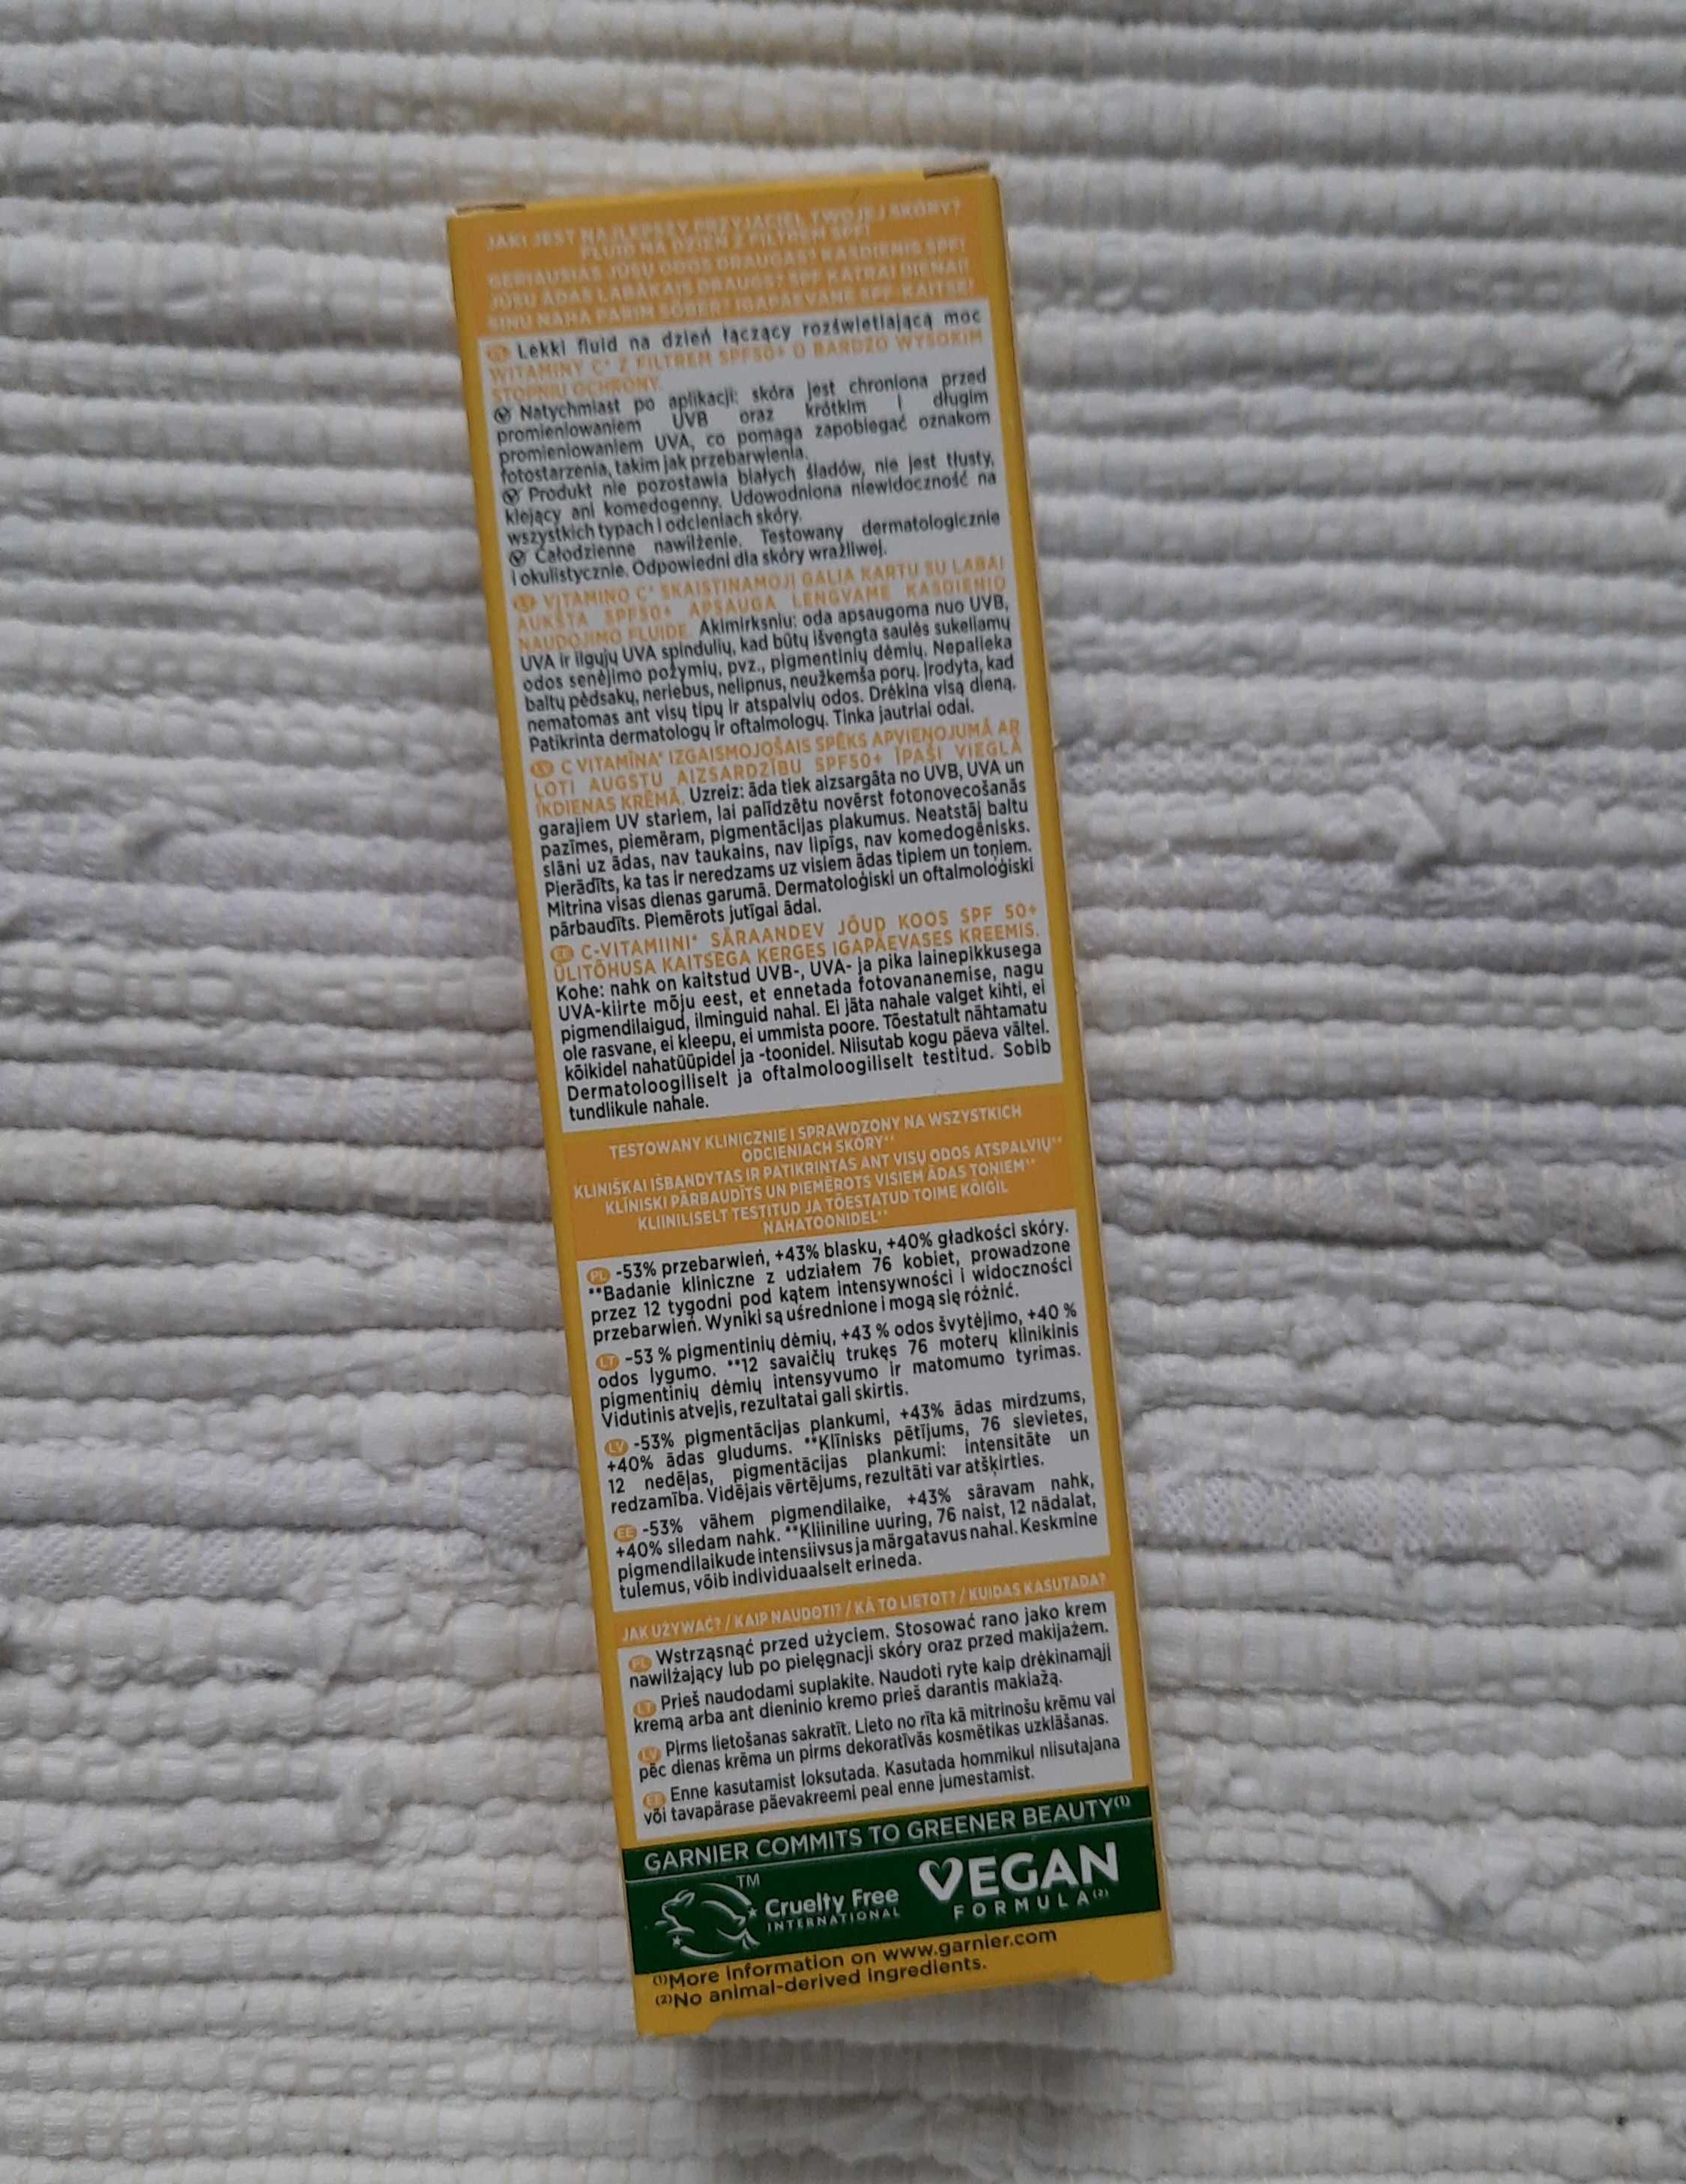 JAKI JEST NAJLEPSZY PRZYJACIEL TWOJEJ SKÓRY?
FLUID NA DZIEŃ Z FILTREM SPF!
GERIAUSIAS JŪSŲ ODOS DRAUGAS? KASDIENIS SPF!
JŪSU ĀDAS LABĀKAIS DRAUGS? SPF KATRAI DIENAI!
SINU NAHA PARIM SÕBER? IGAPÄEVANE SPF-KAITSE!
PL Lekki fluid na dzień łączący rozświetlającą moc
WITAMINY C* Z FILTREM SPF50+ O BARDZO WYSOKIM
STOPNIU OCHRONY.
Natychmiast po aplikacji: skóra jest chroniona przed
promieniowaniem UVB oraz krótkim i długim
promieniowaniem UVA, co pomaga zapobiegać oznakom
fotostarzenia, takim jak przebarwienia.
Produkt nie pozostawia białych śladów, nie jest tłusty,
klejący ani komedogenny. Udowodniona niewidoczność na
wszystkich typach i odcieniach skóry.
Całodzienne nawilżenie. Testowany dermatologicznie
i okulistycznie. Odpowiedni dla skóry wrażliwej.
LT VITAMINO C* SKAISTINAMOJI GALIA KARTU SU LABAI
AUKŠTA SPF50+ APSAUGA LENGVAME KASDIENIO
NAUDOJIMO FLUIDE. Akimirksniu: oda apsaugoma nuo UVB,
UVA ir ilgųjų UVA spindulių, kad būtų išvengta saulės sukeliamų
odos senėjimo požymių, pvz., pigmentinių dėmių. Nepalieka
baltų pėdsakų, neriebus, nelipnus, neužkemša porų. Įrodyta, kad
nematomas ant visų tipų ir atspalvių odos. Drėkina visą dieną.
Patikrinta dermatologų ir oftalmologų. Tinka jautriai odai.
LV C VITAMĪNA* IZGAISMOJOŠAIS SPĒKS APVIENOJUMĀ AR
ĻOTI AUGSTU AIZSARDZĪBU SPF50+ ĪPAŠI VIEGLĀ
IKDIENAS KRĒMĀ. Uzreiz: āda tiek aizsargāta no UVB, UVA un
garajiem UV stariem, lai palīdzētu novērst fotonovecošanās
pazīmes, piemēram, pigmentācijas plakumus. Neatstāj baltu
slāni uz ādas, nav taukains, nav lipīgs, nav komedogēnisks.
Pierādīts, ka tas ir neredzams uz visiem ādas tipiem un toņiem.
Mitrina visas dienas garumā. Dermatoloģiski un oftalmoloģiski
pārbaudīts. Piemērots jutīgai ādai.
EE C-VITAMIINI* SÄRAANDEV JÕUD KOOS SPF 50+
ÜLITÕHUSA KAITSEGA KERGES IGAPÄEVASES KREEMIS.
Kohe: nahk on kaitstud UVB-, UVA- ja pika lainepikkusega
UVA-kiirte mõju eest, et ennetada fotovananemise, nagu
pigmendilaigud, ilminguid nahal. Ei jäta nahale valget kihti, ei
ole rasvane, ei kleepu, ei ummista poore. Tõestatult nähtamatu
kõikidel nahatüüpidel ja -toonidel. Niisutab kogu päeva vältel.
Dermatoloogiliselt ja oftalmoloogiliselt testitud. Sobib
tundlikule nahale.
TESTOWANY KLINICZNIE I SPRAWDZONY NA WSZYSTKICH
ODCIENIACH SKÓRY**
KLINIŠKAI IŠBANDYTAS IR PATIKRINTAS ANT VISŲ ODOS ATSPALVIŲ**
KLĪNISKI PĀRBAUDĪTS UN PIEMĒROTS VISIEM ĀDAS TONIEM**
KLIINILISELT TESTITUD JA TÕESTATUD TOIME KÕIGIL
NAHATOONIDEL**
PL -53% przebarwień, +43% blasku, +40% gładkości skóry.
**Badanie kliniczne z udziałem 76 kobiet, prowadzone
przez 12 tygodni pod kątem intensywności i widoczności
przebarwień. Wyniki są uśrednione i mogą się różnić.
LT -53 % pigmentinių dėmių, +43 % odos švytėjimo, +40 %
odos lygumo. **12 savaičių trukęs 76 moterų klinikinis
pigmentinių dėmių intensyvumo ir matomumo tyrimas.
Vidutinis atvejis, rezultatai gali skirtis.
LV -53% pigmentācijas plankumi, +43% ādas mirdzums,
+40% ādas gludums. **Klīnisks pētījums, 76 sievietes,
12 nedēļas, pigmentācijas plankumi: intensitāte un
redzamība. Vidējais vērtējums, rezultāti var atšķirties.
EE -53% vähem pigmendilaike, +43% säravam nahk,
+40% siledam nahk. **Kliiniline uuring, 76 naist, 12 nädalat,
pigmendilaikude intensiivsus ja märgatavus nahal. Keskmine
tulemus, võib individuaalselt erineda.
JAK UŻYWAĆ? / KAIP NAUDOTI? / KĀ TO LIETOT? / KUIDAS KASUTADA?
PL Wstrząsnąć przed użyciem. Stosować rano jako krem
nawilżający lub po pielęgnacji skóry oraz przed makijażem.
LT Prieš naudodami suplakite. Naudoti ryte kaip drėkinamąjį
kremą arba ant dieninio kremo prieš darantis makiažą.
LV Pirms lietošanas sakratīt. Lieto no rīta kā mitrinošu krēmu vai
pēc dienas krēma un pirms dekoratīvās kosmētikas uzklāšanas.
EE Enne kasutamist loksutada. Kasutada hommikul niisutajana
või tavapärase päevakreemi peal enne jumestamist.
GARNIER COMMITS TO GREENER BEAUTY(1)
TM
Cruelty Free
INTERNATIONAL
VEGAN
FORMULA(2)
(1)More information on www.garnier.com
(2)No animal-derived ingredients.